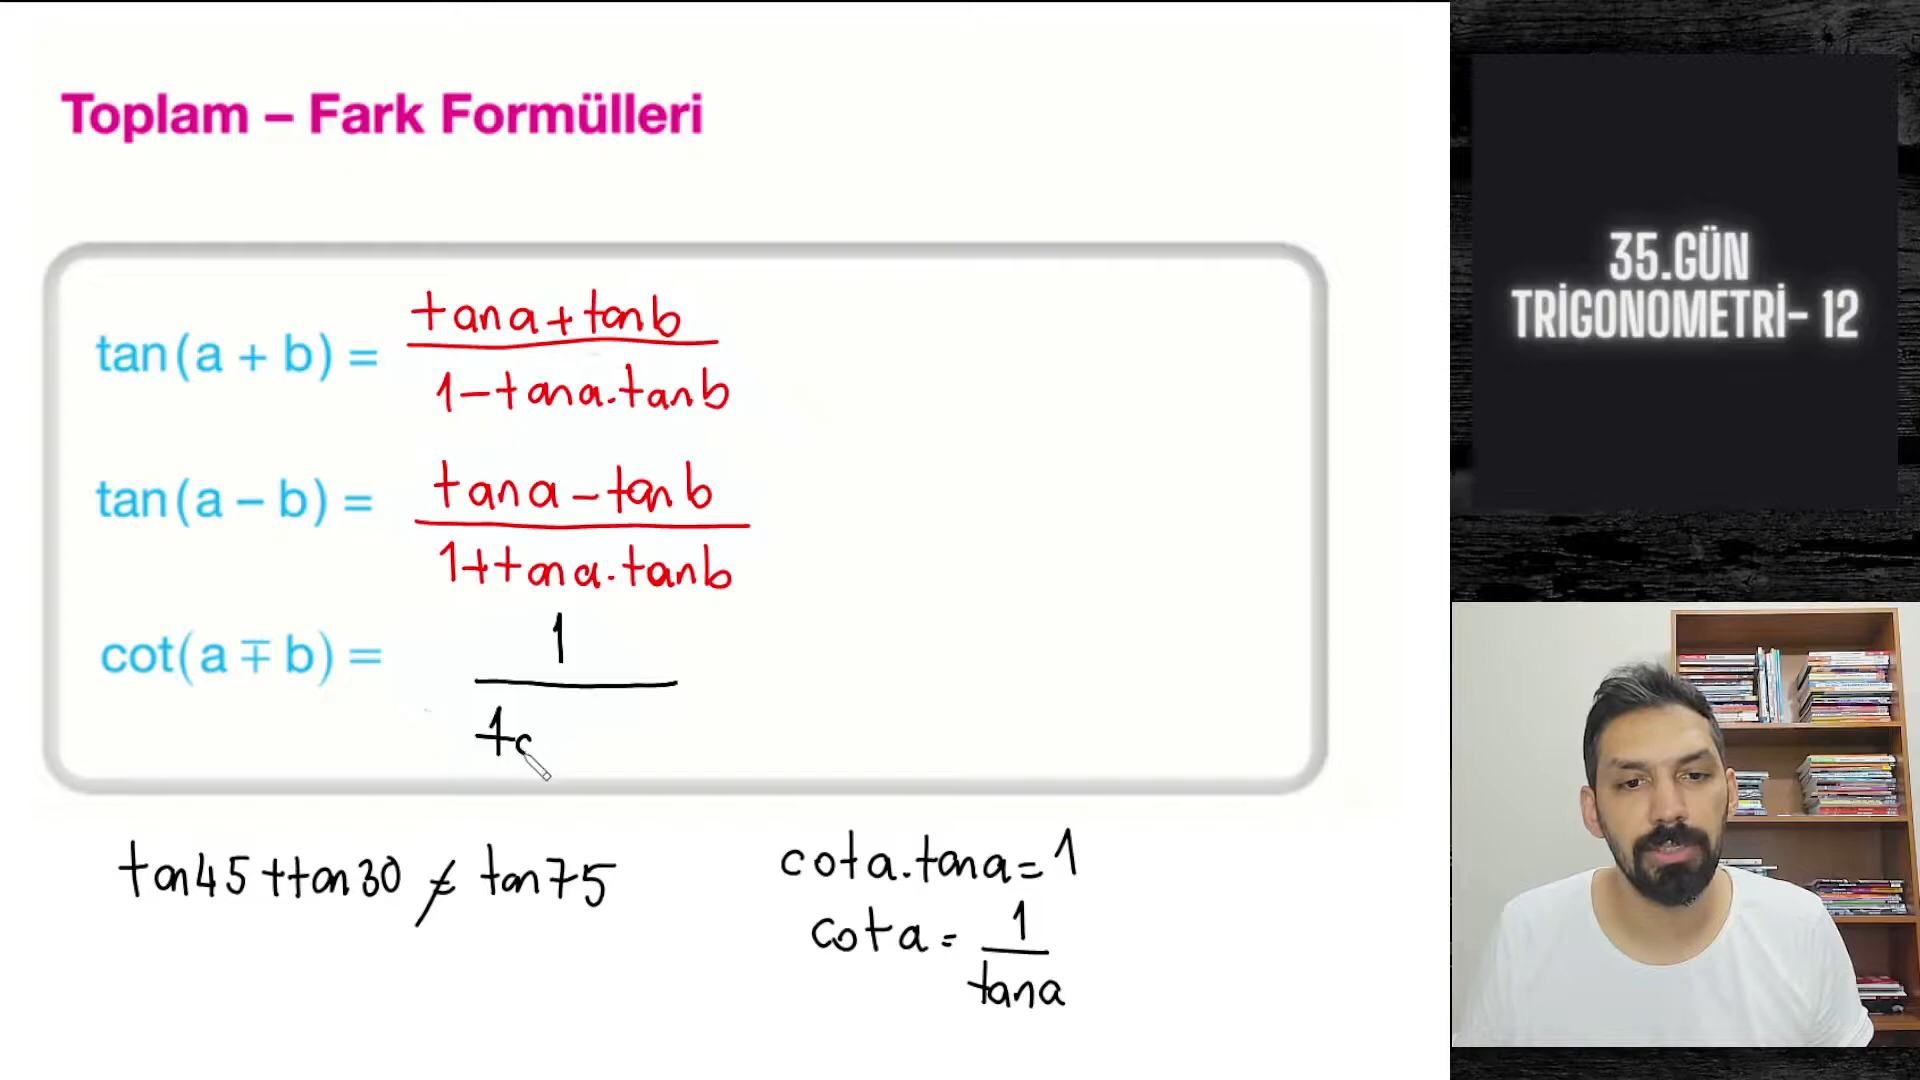 Toplam – Fark Formülleri
tan(a + b) = tana+tanb
1-tana.tanb
tan(a – b) = tana-tanb
1+tana.tanb
cot(a ∓ b) = 1
ta
tan45+tan30 ≠ tan75
cota.tana=1
cota = 1
tana
35.GÜN
TRİGONOMETRİ- 12